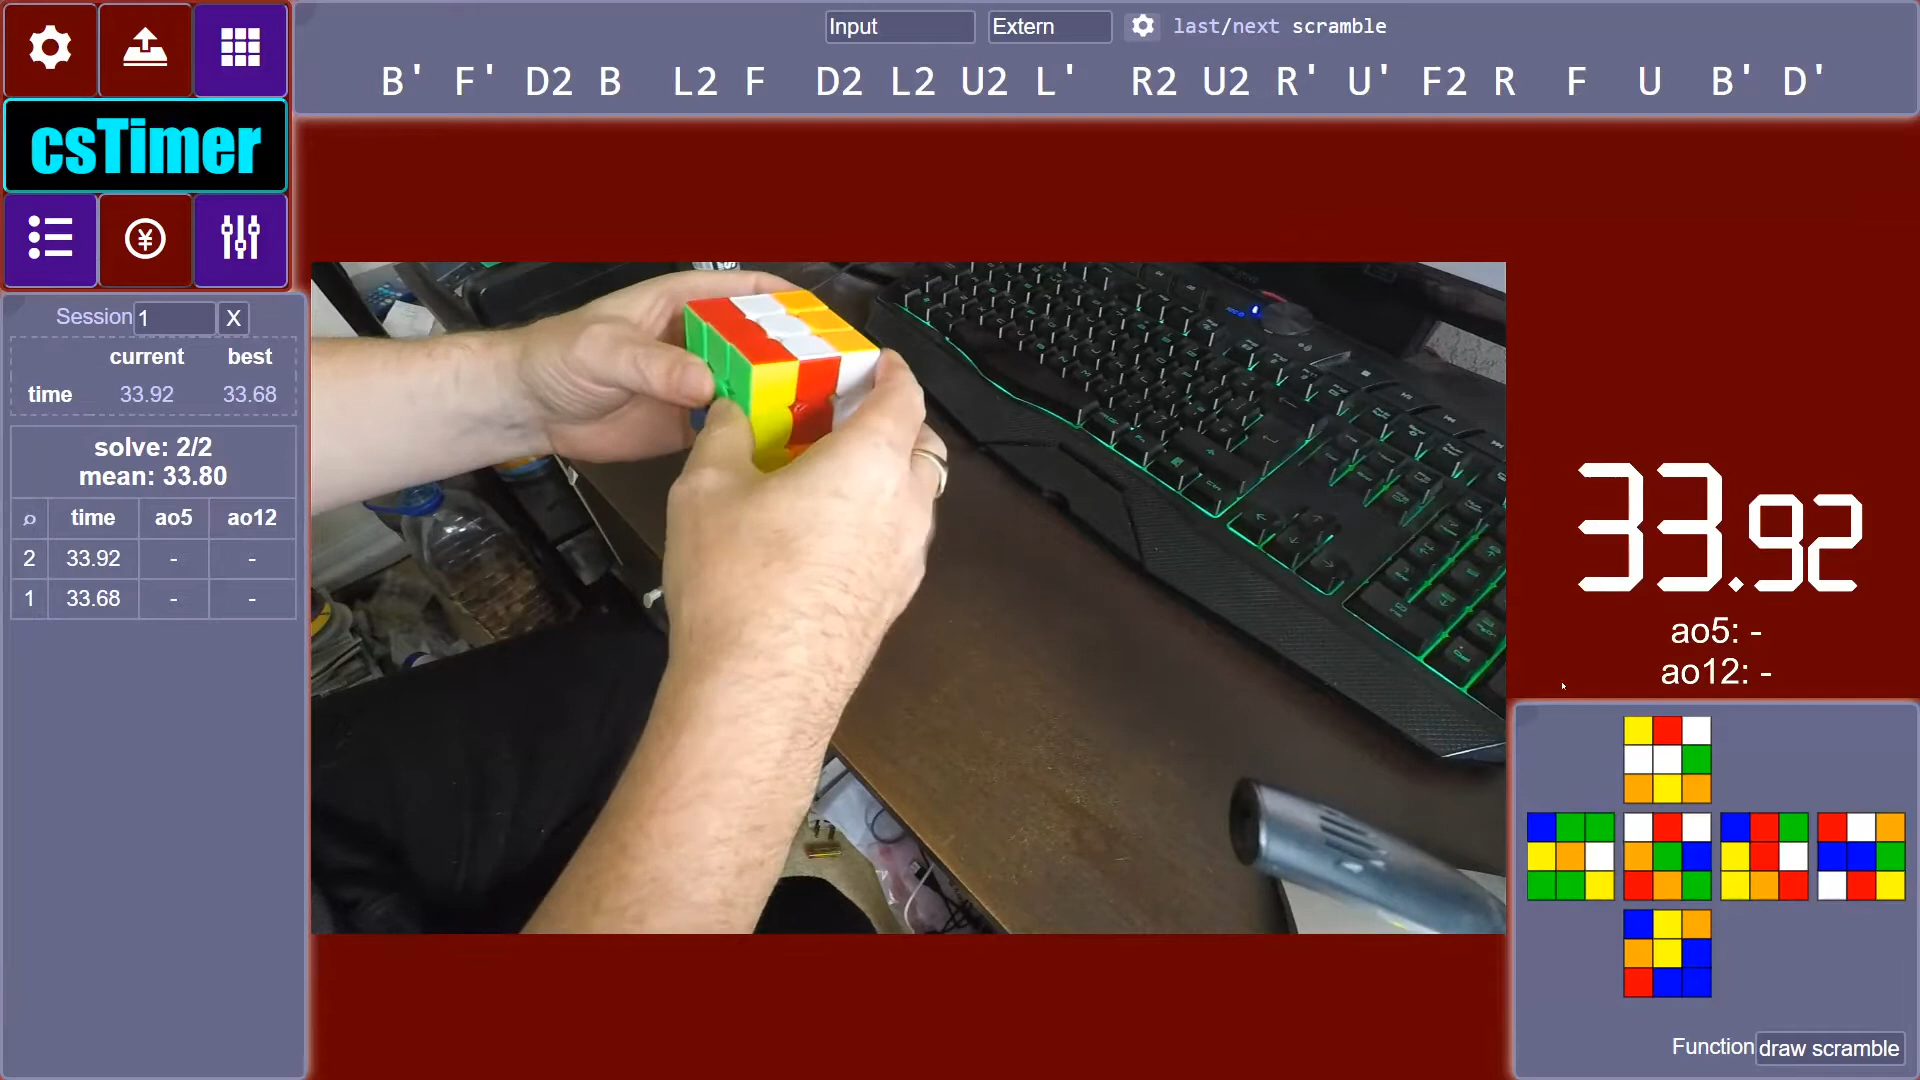 Input Extern last/next scramble
B' F' D2 B L2 F D2 L2 U2 L' R2 U2 R' U' F2 R F U B' D'
csTimer
Session 1 X
current best
time 33.92 33.68
solve: 2/2
mean: 33.80
time ao5 ao12
2 33.92 - -
1 33.68 - -
33.92
ao5: -
ao12: -
Function draw scramble